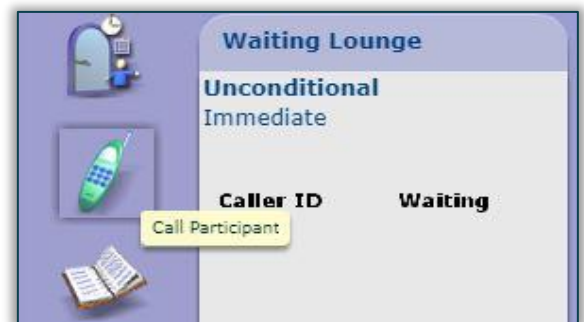 Waiting Lounge
Unconditional
Immediate
Caller ID Waiting
Call Participant